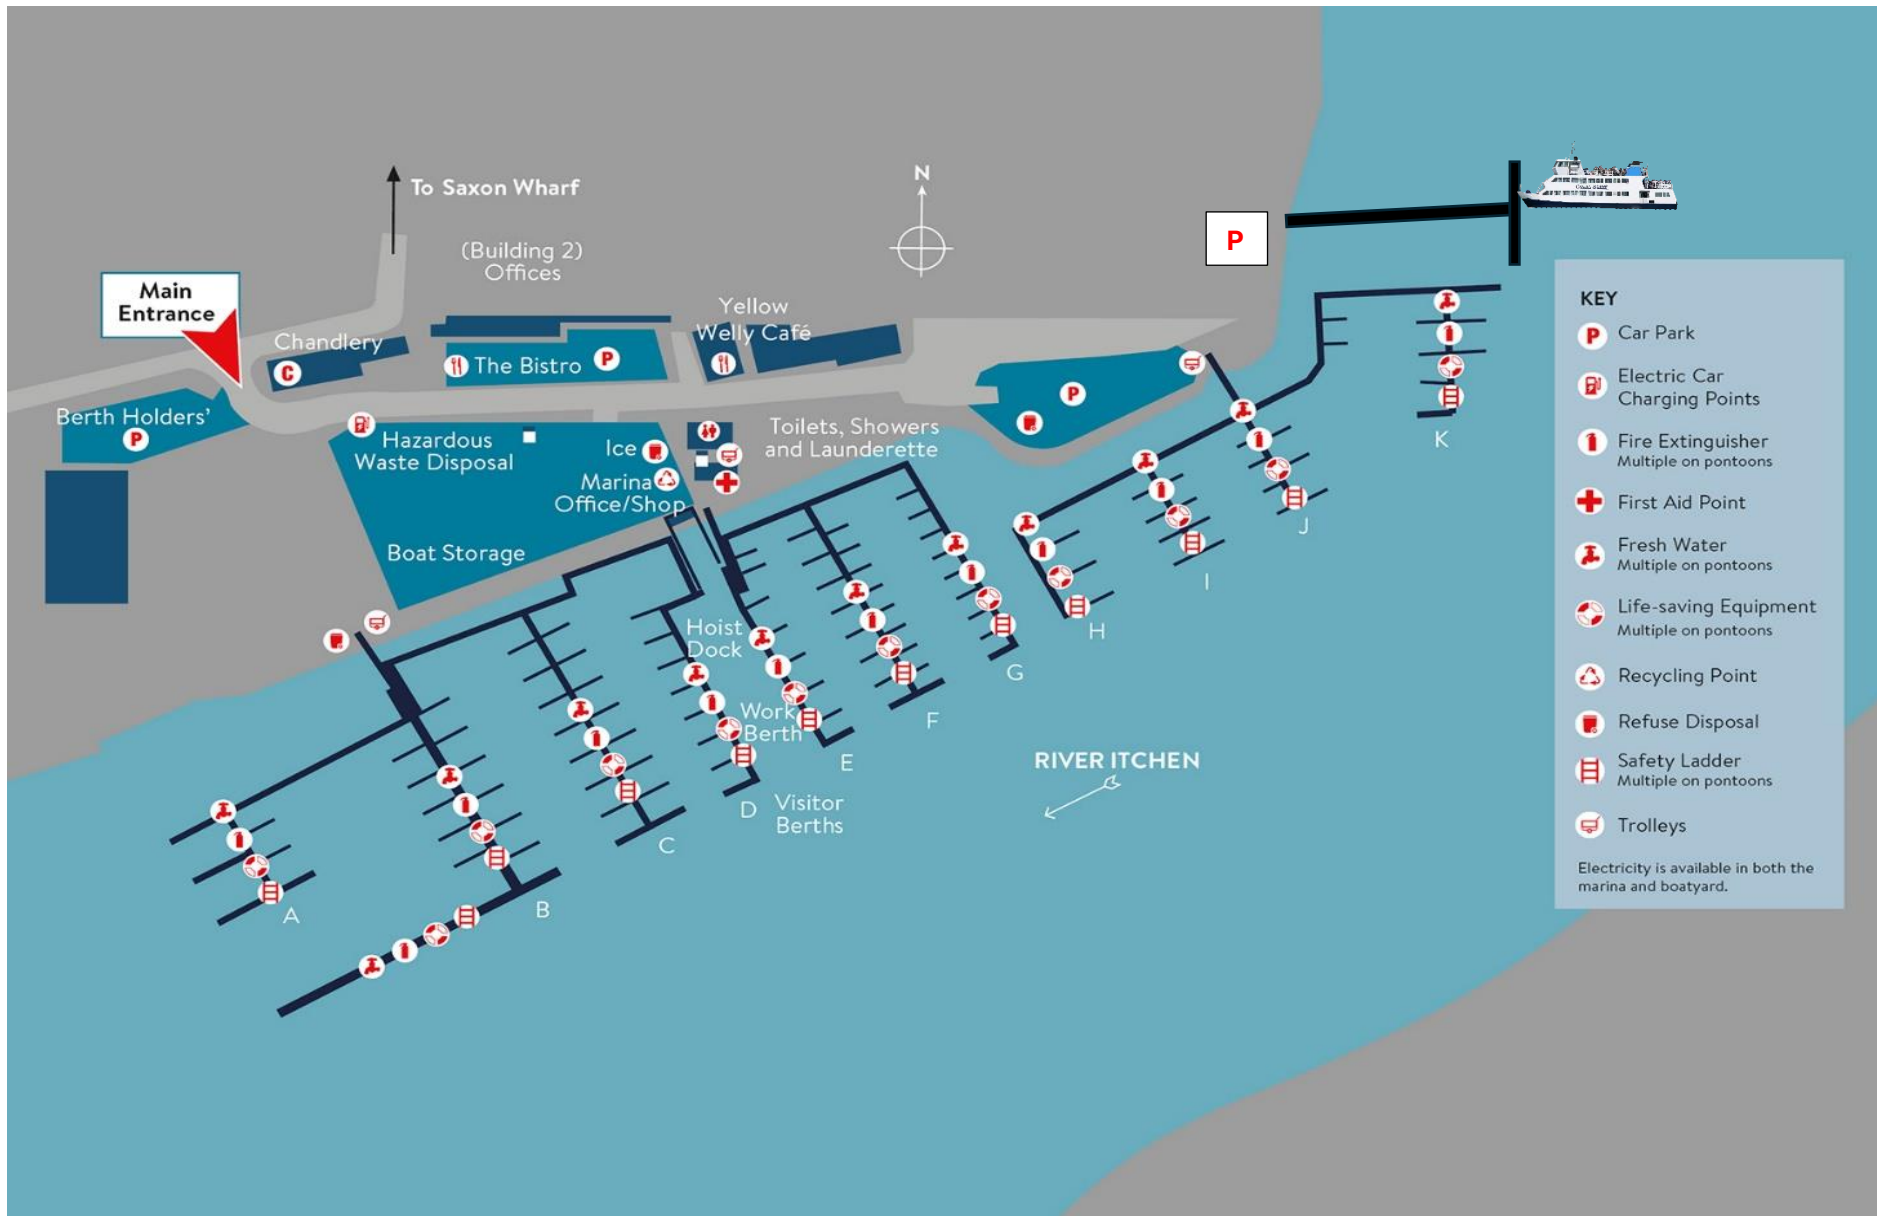 To Saxon Wharf
N
(Building 2)
Offices
P
Main
Entrance
Yellow
Welly Café
Chandlery
C
The Bistro
P
Berth Holders'
P
P
Hazardous
Waste Disposal
Ice
Toilets, Showers
and Launderette
Marina
Office/Shop
Boat Storage
Hoist
Dock
Work
Berth
Visitor
Berths
RIVER ITCHEN
A
B
C
D
E
F
G
H
I
J
K
KEY
P Car Park
Electric Car
Charging Points
Fire Extinguisher
Multiple on pontoons
First Aid Point
Fresh Water
Multiple on pontoons
Life-saving Equipment
Multiple on pontoons
Recycling Point
Refuse Disposal
Safety Ladder
Multiple on pontoons
Trolleys
Electricity is available in both the
marina and boatyard.